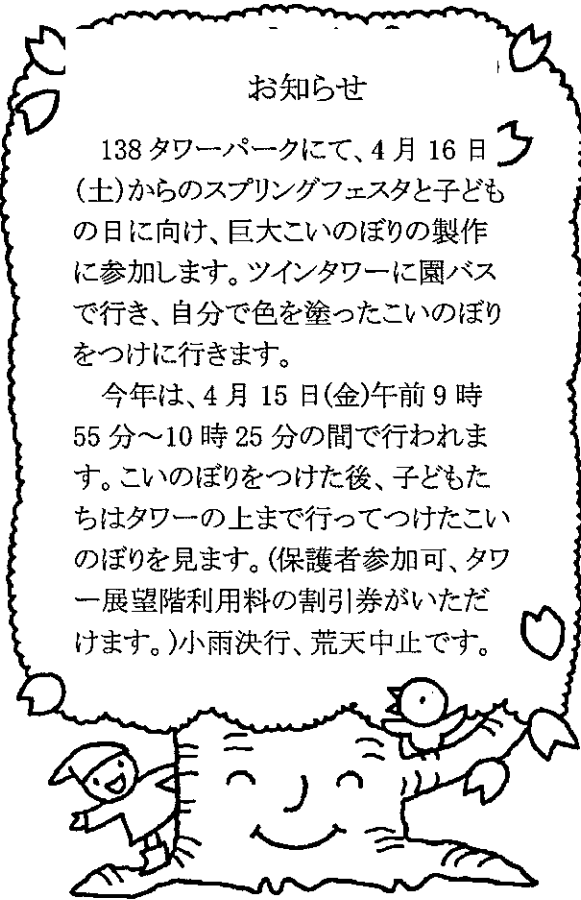 お知らせ
138タワーパークにて、4月16日
(土)からのスプリングフェスタと子ども
の日に向け、巨大こいのぼりの製作
に参加します。ツインタワーに園バス
で行き、自分で色を塗ったこいのぼり
をつけに行きます。
今年は、4月15日(金)午前9時
55分～10時25分の間で行われま
す。こいのぼりをつけた後、子どもた
ちはタワーの上まで行ってつけたこい
のぼりを見ます。(保護者参加可、タワ
ー展望階利用料の割引券がいただ
けます。)小雨決行、荒天中止です。